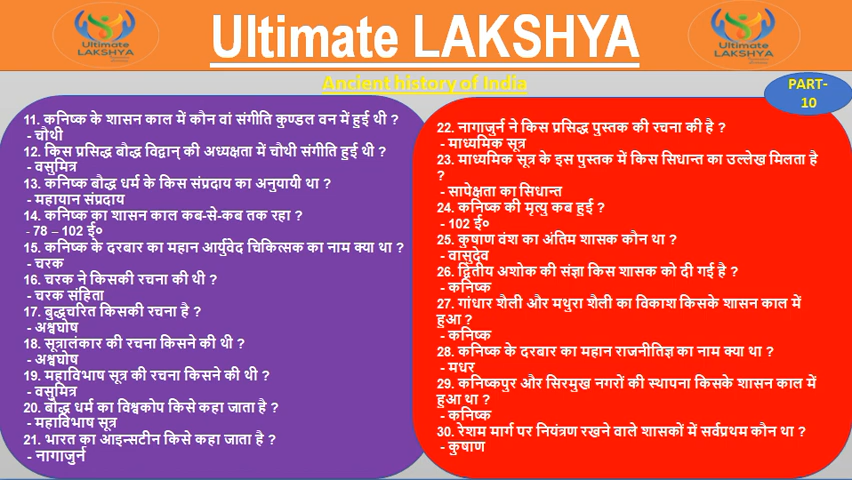 Ultimate LAKSHYA
Ultimate
LAKSHYA
Ultimate
LAKSHYA
Ancient history of India
PART-
10
11. कनिष्क के शासन काल में कौन वां संगीति कुण्डल वन में हुई थी ?
- चौथी
12. किस प्रसिद्ध बौद्ध विद्वान् की अध्यक्षता में चौथी संगीति हुई थी ?
- वसुमित्र
13. कनिष्क बौद्ध धर्म के किस संप्रदाय का अनुयायी था ?
- महायान संप्रदाय
14. कनिष्क का शासन काल कब-से-कब तक रहा ?
- 78 – 102 ई०
15. कनिष्क के दरबार का महान आर्युवेद चिकित्सक का नाम क्या था ?
- चरक
16. चरक ने किसकी रचना की थी ?
- चरक संहिता
17. बुद्धचरित किसकी रचना है ?
- अश्वघोष
18. सूत्रालंकार की रचना किसने की थी ?
- अश्वघोष
19. महाविभाष सूत्र की रचना किसने की थी ?
- वसुमित्र
20. बौद्ध धर्म का विश्वकोप किसे कहा जाता है ?
- महाविभाष सूत्र
21. भारत का आइन्सटीन किसे कहा जाता है ?
- नागाजुर्न
22. नागाजुर्न ने किस प्रसिद्ध पुस्तक की रचना की है ?
- माध्यमिक सूत्र
23. माध्यमिक सूत्र के इस पुस्तक में किस सिधान्त का उल्लेख मिलता है
?
- सापेक्षता का सिधान्त
24. कनिष्क की मृत्यु कब हुई ?
- 102 ई०
25. कुषाण वंश का अंतिम शासक कौन था ?
- वासुदेव
26. द्वितीय अशोक की संज्ञा किस शासक को दी गई है ?
- कनिष्क
27. गांधार शैली और मथुरा शैली का विकाश किसके शासन काल में
हुआ ?
- कनिष्क
28. कनिष्क के दरबार का महान राजनीतिज्ञ का नाम क्या था ?
- मधर
29. कनिष्कपुर और सिरमुख नगरों की स्थापना किसके शासन काल में
हुआ था ?
- कनिष्क
30. रेशम मार्ग पर नियंत्रण रखने वाले शासकों में सर्वप्रथम कौन था ?
- कुषाण